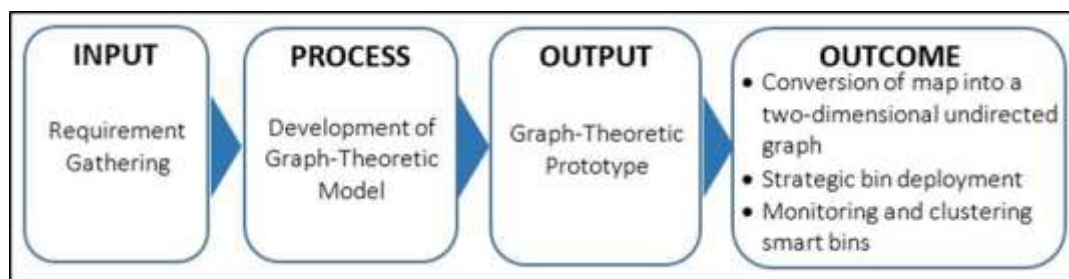 INPUT
Requirement
Gathering
PROCESS
Development of
Graph-Theoretic
Model
OUTPUT
Graph-Theoretic
Prototype
OUTCOME
• Conversion of map into a
two-dimensional undirected
graph
• Strategic bin deployment
• Monitoring and clustering
smart bins